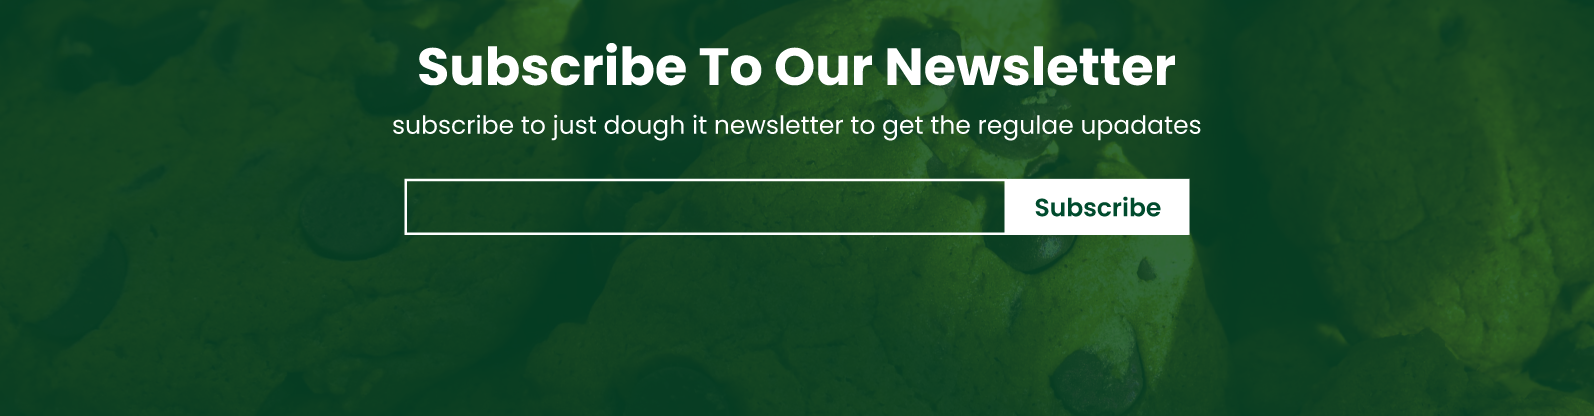 Subscribe To Our Newsletter
subscribe to just dough it newsletter to get the regulae upadates
Subscribe